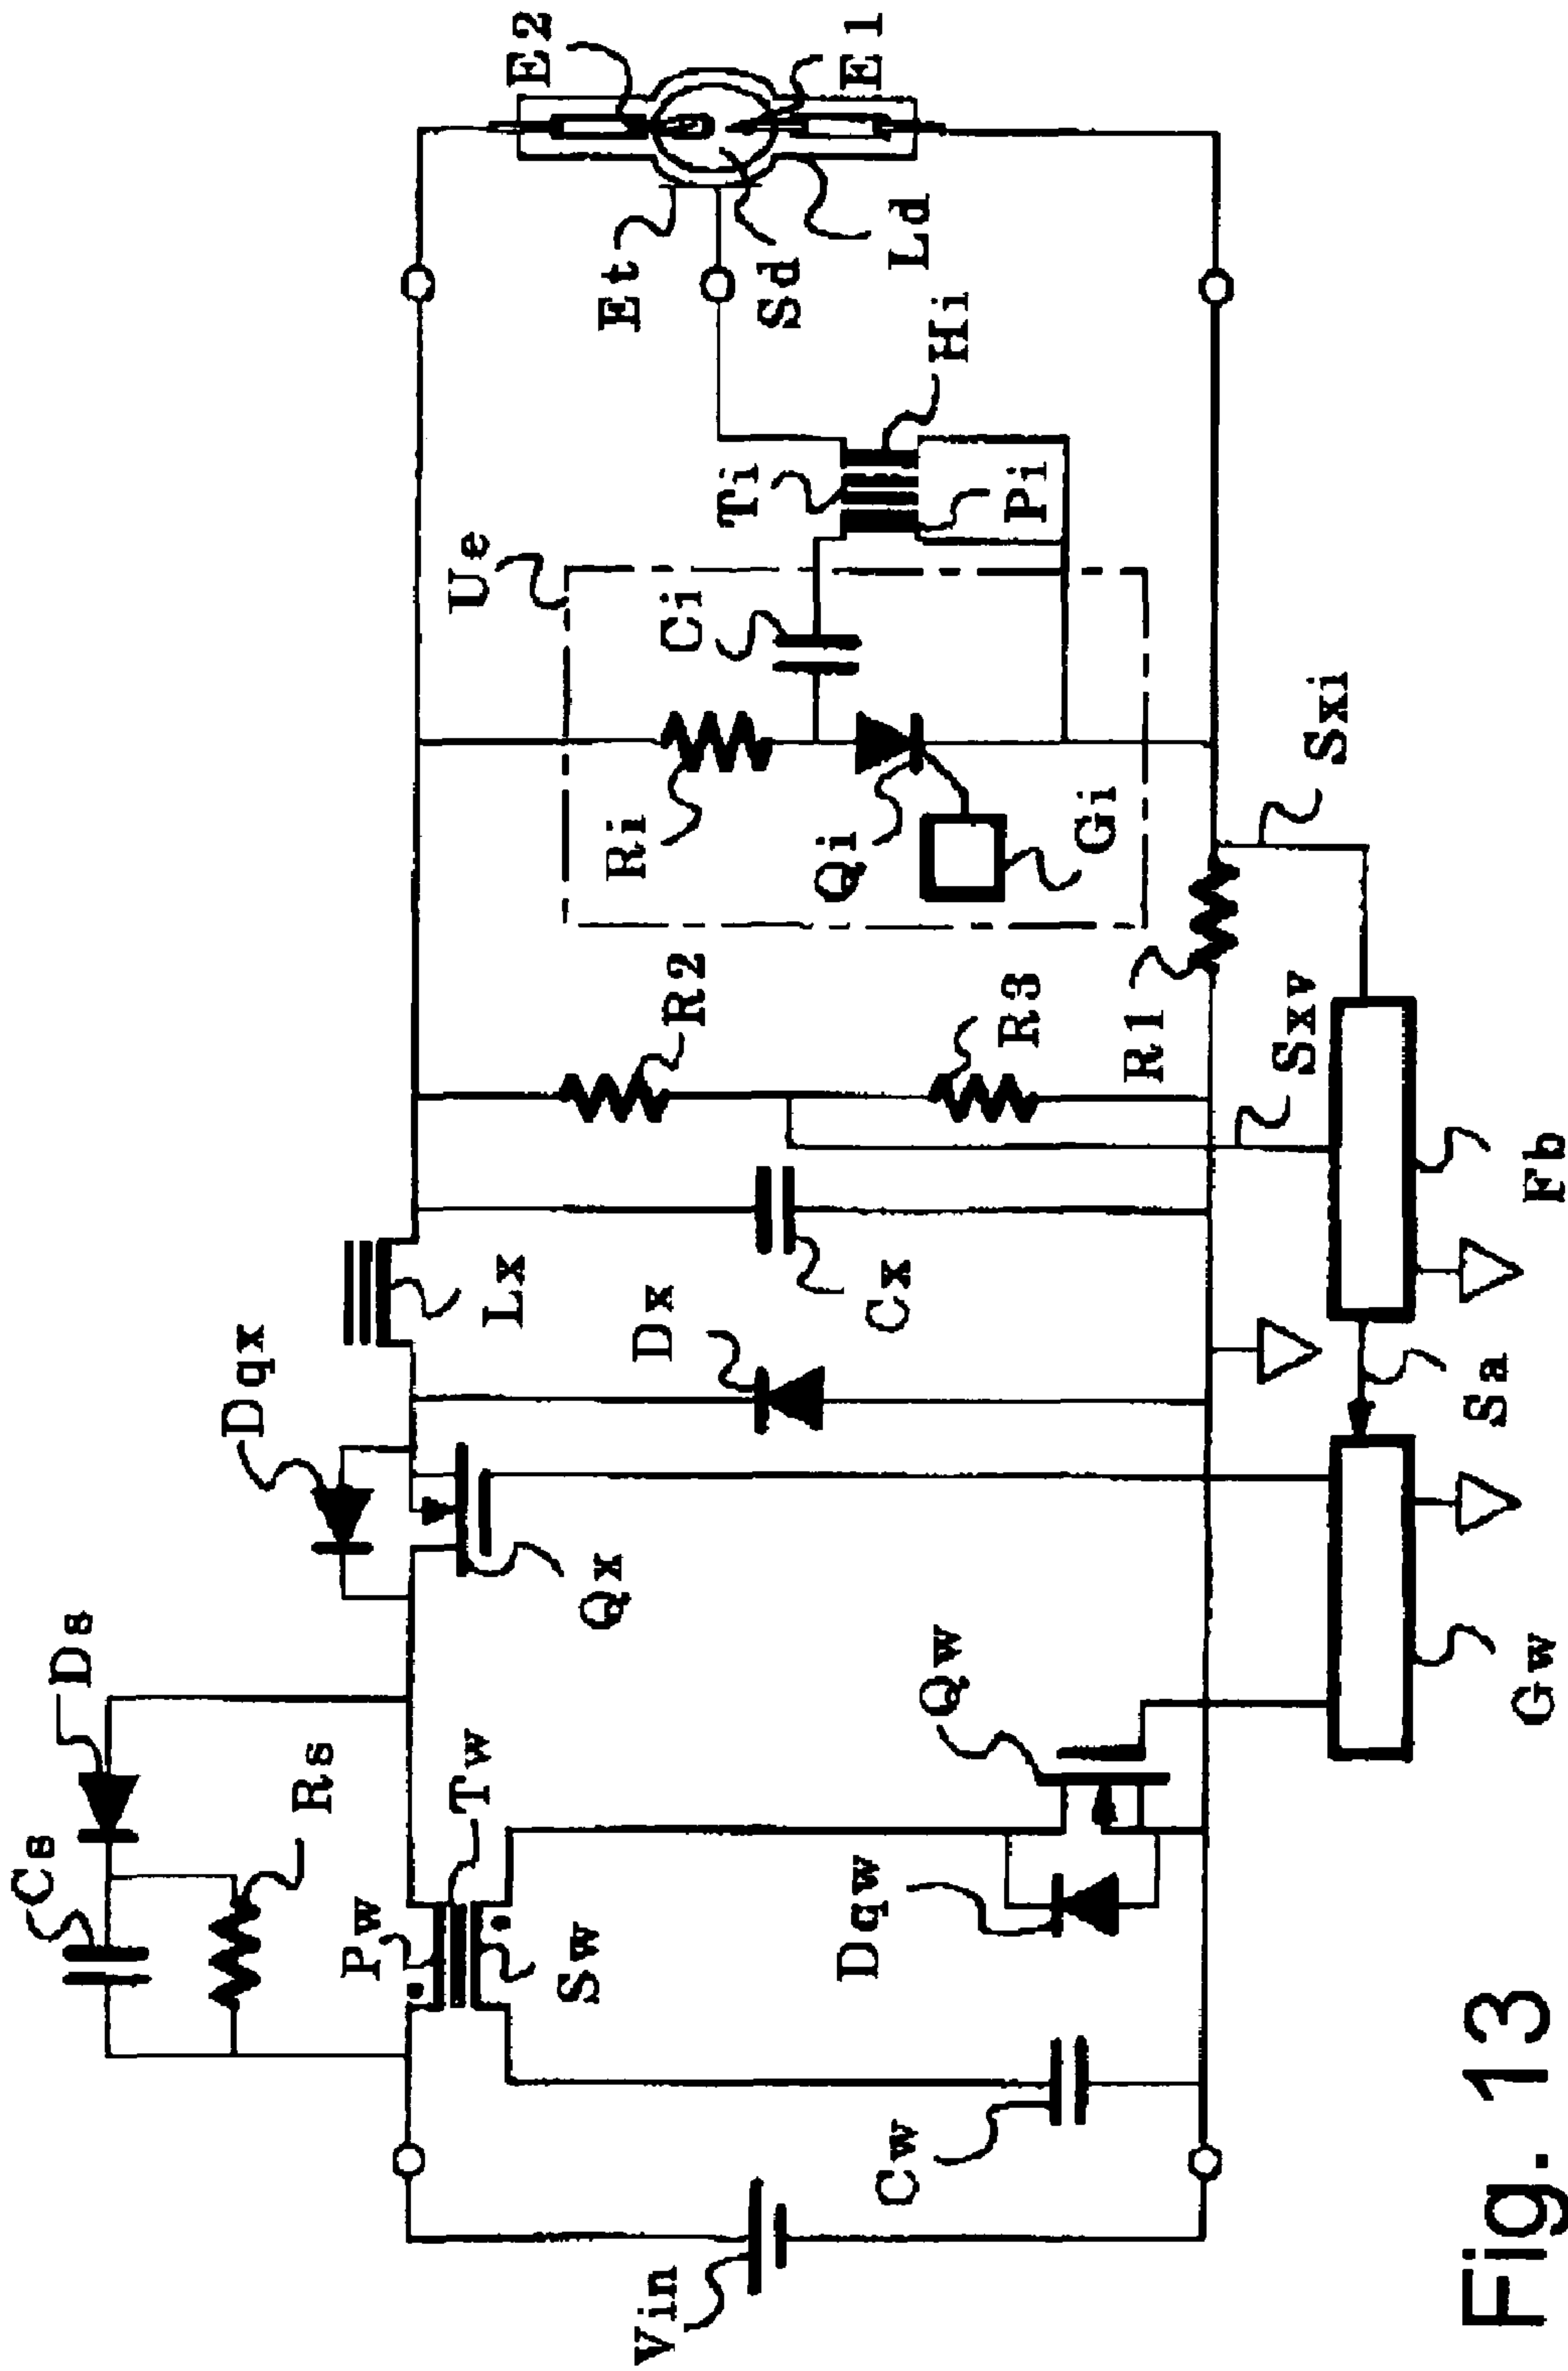 Cs
Ds
Dqx
Rs
Pw
Tw
Lx
Ue
Et
E2
Sw
Qx
Dx
R2
Ri
Ci
Ti
Sd
E1
Vin
Cw
Dqw
Qw
Cx
R3
Qi
Pi
Hi
Ld
R1
Gi
Sxv
Sxi
Gw
Sa
Fb
Fig. 13